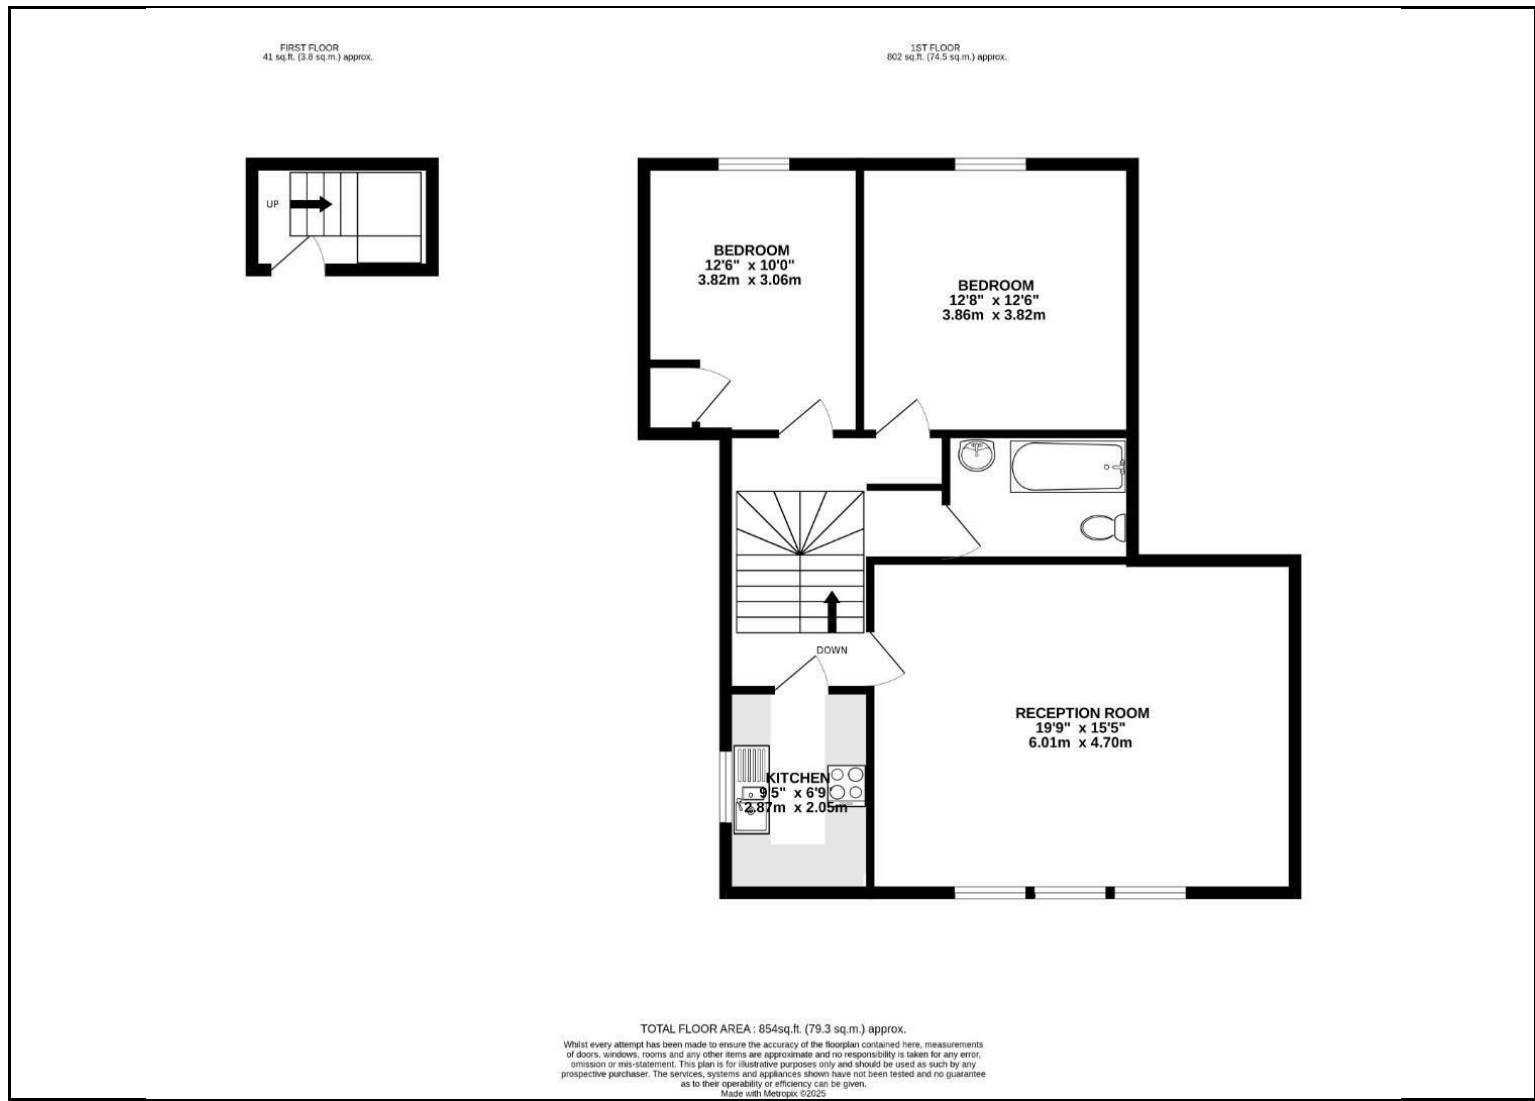 FIRST FLOOR
41 sq.ft. (3.8 sq.m.) approx.
1ST FLOOR
802 sq.ft. (74.5 sq.m.) approx.
UP
BEDROOM
12'6" x 10'0"
3.82m x 3.06m
BEDROOM
12'8" x 12'6"
3.86m x 3.82m
DOWN
RECEPTION ROOM
19'9" x 15'5"
6.01m x 4.70m
KITCHEN
9'5" x 6'9"
2.87m x 2.05m
TOTAL FLOOR AREA : 854sq.ft. (79.3 sq.m.) approx.
Whilst every attempt has been made to ensure the accuracy of the floorplan contained here, measurements
of doors, windows, rooms and any other items are approximate and no responsibility is taken for any error,
omission or mis-statement. This plan is for illustrative purposes only and should be used as such by any
prospective purchaser. The services, systems and appliances shown have not been tested and no guarantee
as to their operability or efficiency can be given.
Made with Metropix ©2025